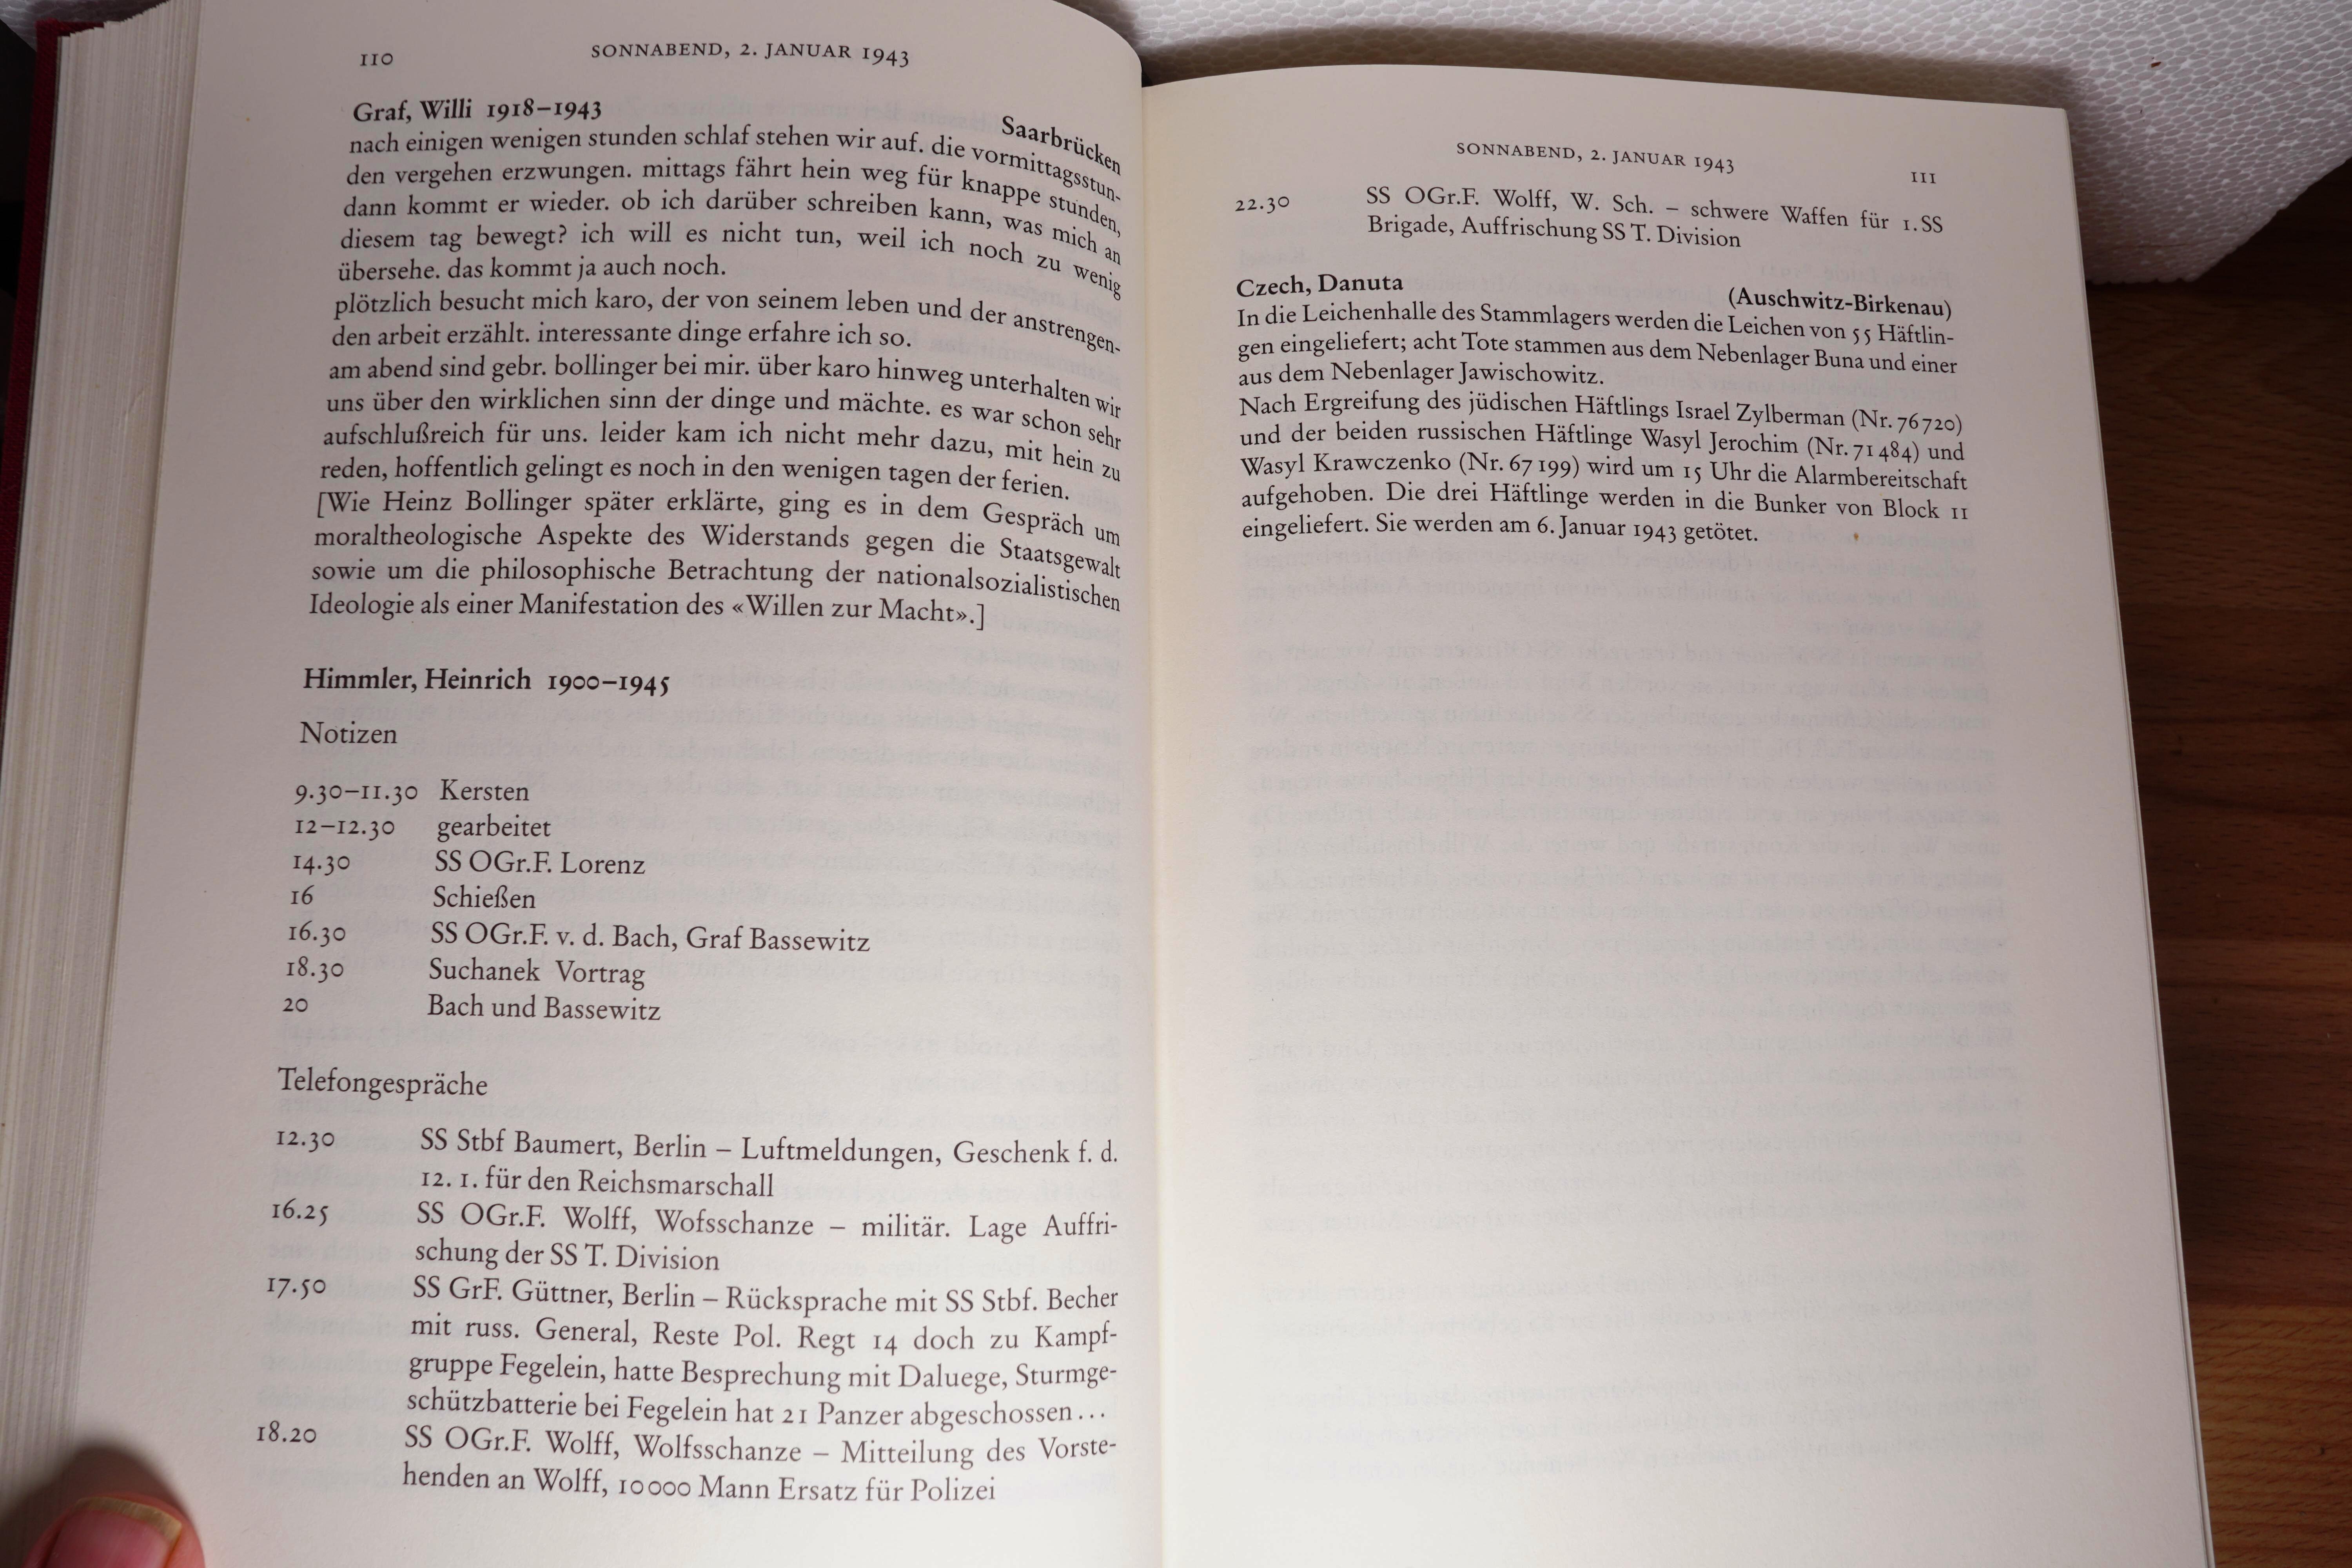 110
SONNABEND, 2. JANUAR 1943
Graf, Willi 1918–1943
Saarbrücken
nach einigen wenigen stunden schlaf stehen wir auf. die vormittagsstun-
den vergehen erzwungen. mittags fährt hein weg für knappe stunden,
dann kommt er wieder. ob ich darüber schreiben kann, was mich an
diesem tag bewegt? ich will es nicht tun, weil ich noch zu wenig
übersehe. das kommt ja auch noch.
plötzlich besucht mich karo, der von seinem leben und der anstrengen-
den arbeit erzählt. interessante dinge erfahre ich so.
am abend sind gebr. bollinger bei mir. über karo hinweg unterhalten wir
uns über den wirklichen sinn der dinge und mächte. es war schon sehr
aufschlußreich für uns. leider kam ich nicht mehr dazu, mit hein zu
reden, hoffentlich gelingt es noch in den wenigen tagen der ferien.
[Wie Heinz Bollinger später erklärte, ging es in dem Gespräch um
moraltheologische Aspekte des Widerstands gegen die Staatsgewalt
sowie um die philosophische Betrachtung der nationalsozialistischen
Ideologie als einer Manifestation des «Willen zur Macht».]
Himmler, Heinrich 1900–1945
Notizen
9.30–11.30 Kersten
12–12.30 gearbeitet
14.30 SS OGr.F. Lorenz
16 Schießen
16.30 SS OGr.F. v. d. Bach, Graf Bassewitz
18.30 Suchanek Vortrag
20 Bach und Bassewitz
Telefongespräche
12.30 SS Stbf Baumert, Berlin – Luftmeldungen, Geschenk f. d.
12. 1. für den Reichsmarschall
16.25 SS OGr.F. Wolff, Wofsschanze – militär. Lage Auffri-
schung der SS T. Division
17.50 SS GrF. Güttner, Berlin – Rücksprache mit SS Stbf. Becher
mit russ. General, Reste Pol. Regt 14 doch zu Kampf-
gruppe Fegelein, hatte Besprechung mit Daluege, Sturmge-
schützbatterie bei Fegelein hat 21 Panzer abgeschossen...
18.20 SS OGr.F. Wolff, Wolfsschanze – Mitteilung des Vorste-
henden an Wolff, 10 000 Mann Ersatz für Polizei
SONNABEND, 2. JANUAR 1943
111
22.30 SS OGr.F. Wolff, W. Sch. – schwere Waffen für 1. SS
Brigade, Auffrischung SS T. Division
Czech, Danuta
(Auschwitz-Birkenau)
In die Leichenhalle des Stammlagers werden die Leichen von 55 Häftlin-
gen eingeliefert; acht Tote stammen aus dem Nebenlager Buna und einer
aus dem Nebenlager Jawischowitz.
Nach Ergreifung des jüdischen Häftlings Israel Zylberman (Nr. 76 720)
und der beiden russischen Häftlinge Wasyl Jerochim (Nr. 71 484) und
Wasyl Krawczenko (Nr. 67 199) wird um 15 Uhr die Alarmbereitschaft
aufgehoben. Die drei Häftlinge werden in die Bunker von Block 11
eingeliefert. Sie werden am 6. Januar 1943 getötet.